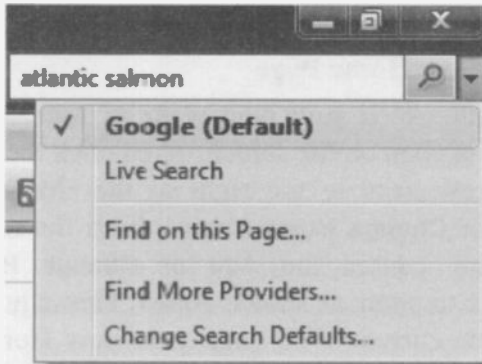 atlantic salmon
Google (Default)
Live Search
Find on this Page...
Find More Providers...
Change Search Defaults...